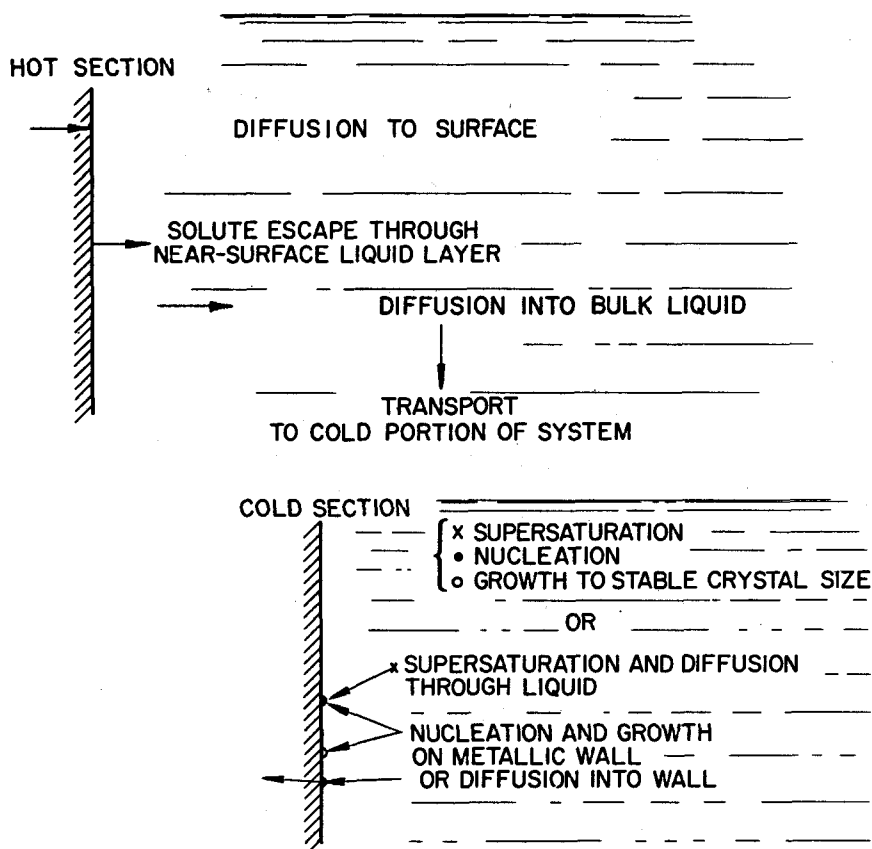 HOT SECTION
DIFFUSION TO SURFACE
SOLUTE ESCAPE THROUGH
NEAR-SURFACE LIQUID LAYER
DIFFUSION INTO BULK LIQUID
TRANSPORT
TO COLD PORTION OF SYSTEM
COLD SECTION
x SUPERSATURATION
• NUCLEATION
o GROWTH TO STABLE CRYSTAL SIZE
OR
x SUPERSATURATION AND DIFFUSION
THROUGH LIQUID
NUCLEATION AND GROWTH
ON METALLIC WALL
OR DIFFUSION INTO WALL